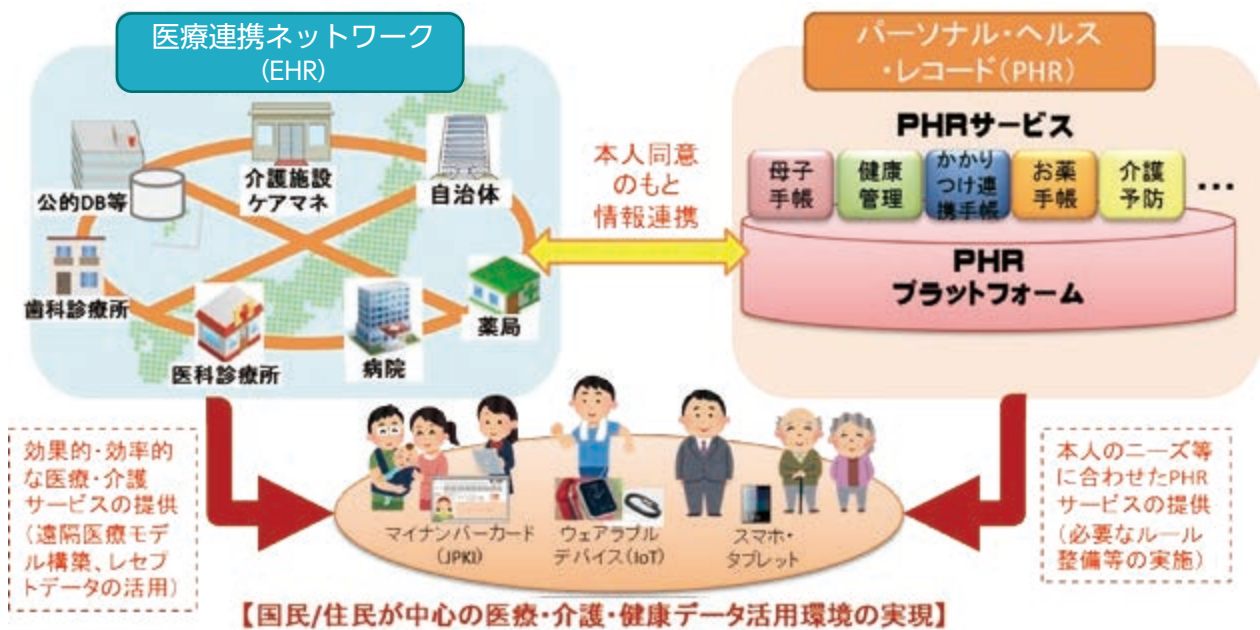 医療連携ネットワーク
(EHR)
公的DB等
介護施設
ケアマネ
自治体
歯科診療所
医科診療所
病院
薬局
本人同意
のもと
情報連携
パーソナル・ヘルス
・レコード(PHR)
PHRサービス
母子
手帳
健康
管理
かかり
つけ連
携手帳
お薬
手帳
介護
予防
…
PHR
プラットフォーム
効果的・効率的
な医療・介護
サービスの提供
(遠隔医療モデ
ル構築、レセプ
トデータの活用)
マイナンバーカード
(JPKI)
ウェアラブル
デバイス(IoT)
スマホ・
タブレット
本人のニーズ等
に合わせたPHR
サービスの提供
(必要なルール
整備等の実施)
【国民/住民が中心の医療・介護・健康データ活用環境の実現】